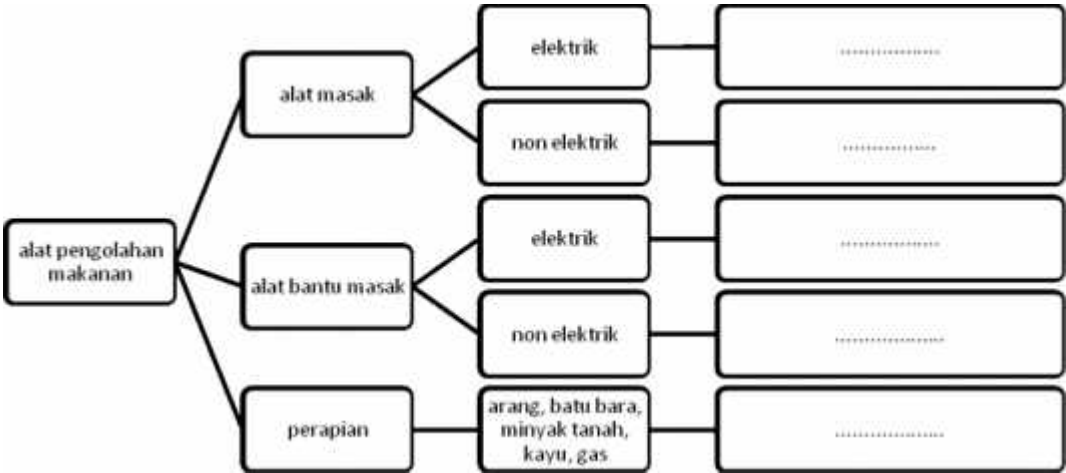 elektrik
................
alat masak
non elektrik
................
alat pengolahan
makanan
elektrik
................
alat bantu masak
non elektrik
...................
perapian
arang, batu bara,
minyak tanah,
kayu, gas
...................